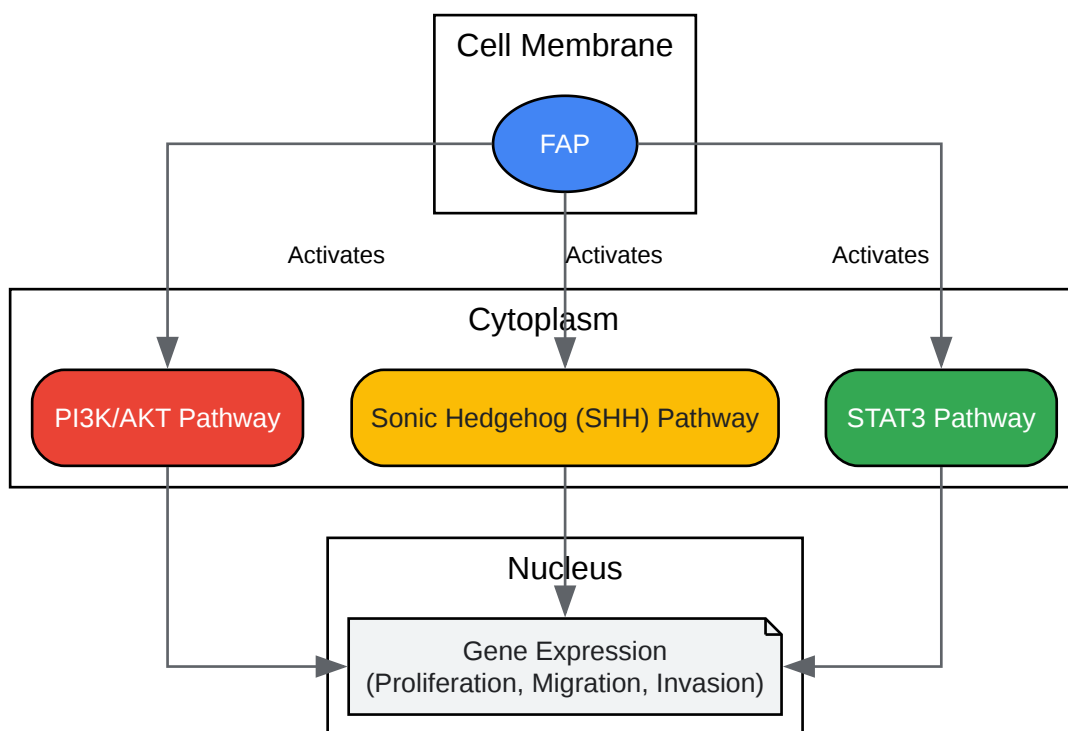 Cell Membrane
FAP
Activates
Activates
Activates
Cytoplasm
PI3K/AKT Pathway
Sonic Hedgehog (SHH) Pathway
STAT3 Pathway
Nucleus
Gene Expression
(Proliferation, Migration, Invasion)